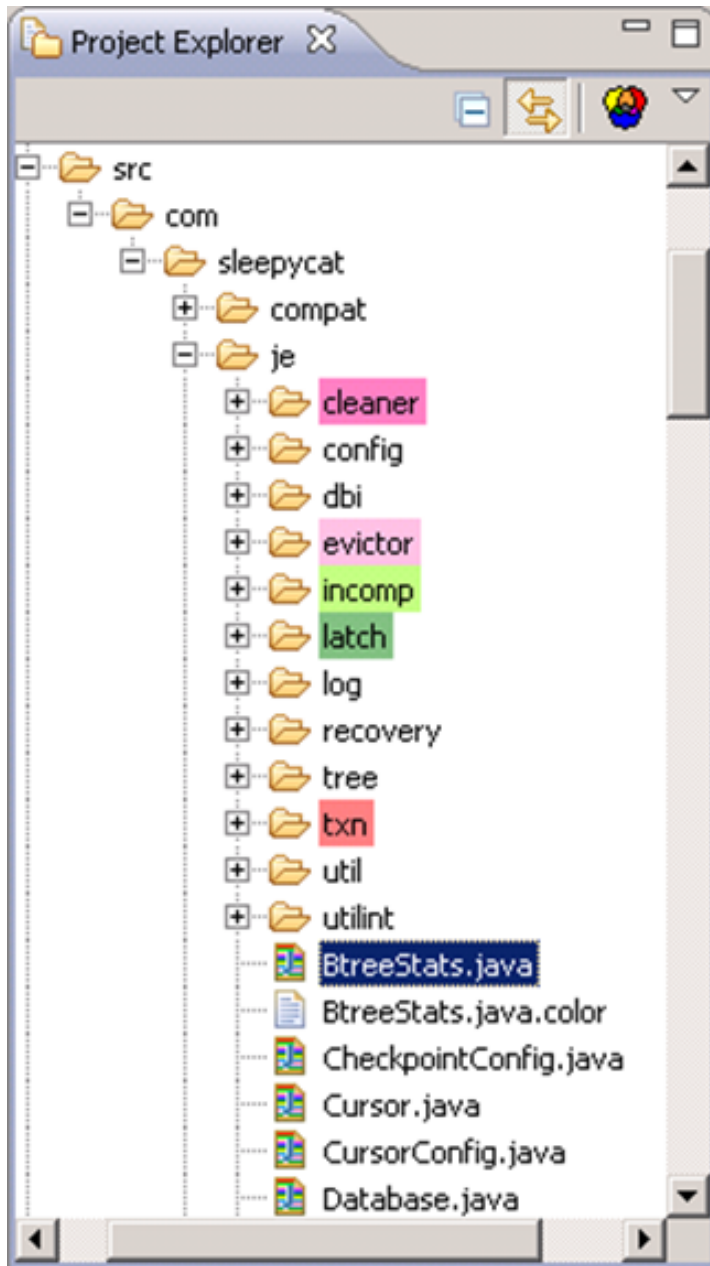 Project Explorer
src
com
sleepycat
compat
je
cleaner
config
dbi
evictor
incomp
latch
log
recovery
tree
txn
util
utilint
BtreeStats.java
BtreeStats.java.color
CheckpointConfig.java
Cursor.java
CursorConfig.java
Database.java